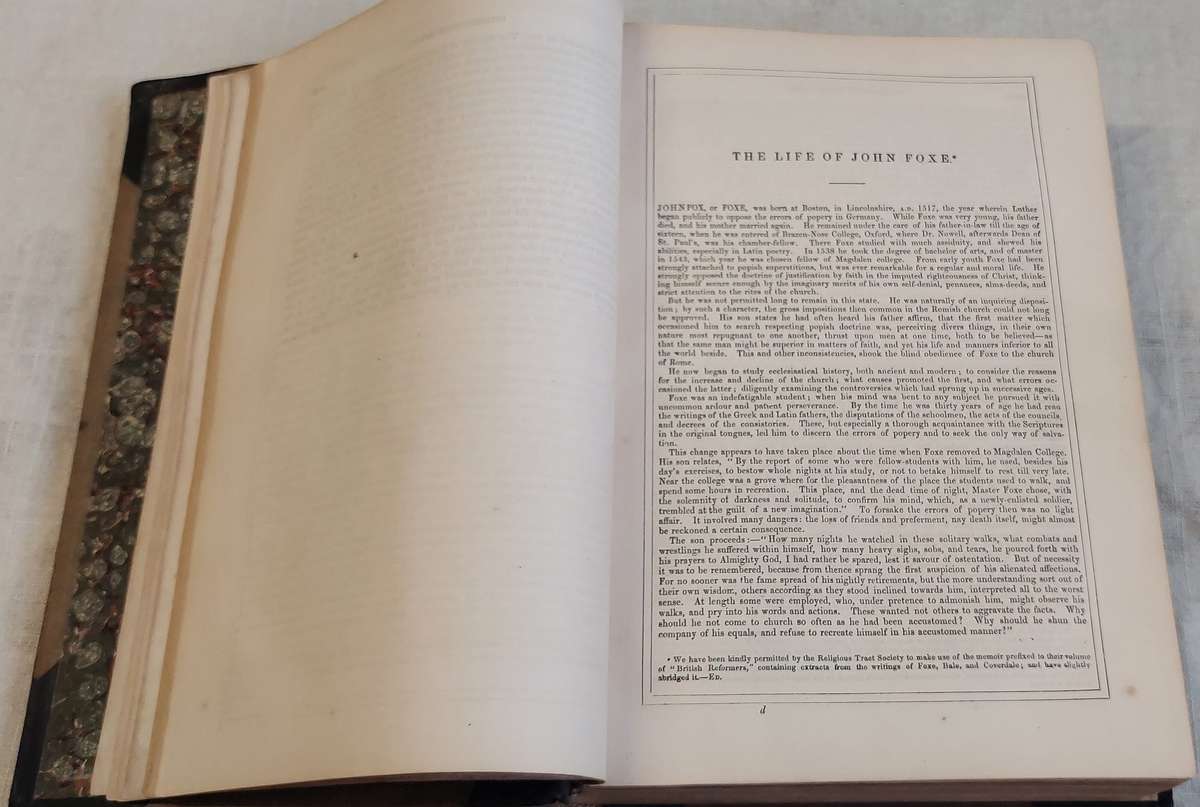 THE LIFE OF JOHN FOXE.*
JOHN FOX, or FOXE, was born at Boston, in Lincolnshire, A.D. 1517, the year wherein Luther
began publicly to oppose the errors of popery in Germany. While Foxe was very young, his father
died, and his mother married again. He remained under the care of his father-in-law till the age of
sixteen, when he was entered of Brazen-Nose College, Oxford, where Dr. Nowell, afterwards Dean of
St. Paul's, was his chamber-fellow. There Foxe studied with much assiduity, and shewed his
abilities, especially in Latin poetry. In 1538 he took the degree of bachelor of arts, and of master
in 1543, which year he was chosen fellow of Magdalen college. From early youth Foxe had been
strongly attached to popish superstitions, but was ever remarkable for a regular and moral life. He
strongly opposed the doctrine of justification by faith in the imputed righteousness of Christ, think-
ing himself secure enough by the imaginary merits of his own self-denial, penances, alms-deeds, and
strict attention to the rites of the church.
But he was not permitted long to remain in this state. He was naturally of an inquiring disposi-
tion; by such a character, the gross impositions then common in the Romish church could not long
be approved. His son states he had often heard his father affirm, that the first matter which
occasioned him to search respecting popish doctrine was, perceiving divers things, in their own
nature most repugnant to one another, thrust upon men at one time, both to be believed—as
that the same man might be superior in matters of faith, and yet his life and manners inferior to all
the world beside. This and other inconsistencies, shook the blind obedience of Foxe to the church
of Rome.
He now began to study ecclesiastical history, both ancient and modern; to consider the reasons
for the increase and decline of the church; what causes promoted the first, and what errors oc-
casioned the latter; diligently examining the controversies which had sprung up in successive ages.
Foxe was an indefatigable student; when his mind was bent to any subject he pursued it with
uncommon ardour and patient perseverance. By the time he was thirty years of age he had read
the writings of the Greek and Latin fathers, the disputations of the schoolmen, the acts of the councils,
and decrees of the consistories. These, but especially a thorough acquaintance with the Scriptures
in the original tongues, led him to discern the errors of popery and to seek the only way of salva-
tion.
This change appears to have taken place about the time when Foxe removed to Magdalen College.
His son relates, "By the report of some who were fellow-students with him, he used, besides his
day's exercises, to bestow whole nights at his study, or not to betake himself to rest till very late.
Near the college was a grove where for the pleasantness of the place the students used to walk, and
spend some hours in recreation. This place, and the dead time of night, Master Foxe chose, with
the solemnity of darkness and solitude, to confirm his mind, which, as a newly-enlisted soldier,
trembled at the guilt of a new imagination." To forsake the errors of popery then was no light
affair. It involved many dangers: the loss of friends and preferment, nay death itself, might almost
be reckoned a certain consequence.
The son proceeds:—"How many nights he watched in these solitary walks, what combats and
wrestlings he suffered within himself, how many heavy sighs, sobs, and tears, he poured forth with
his prayers to Almighty God, I had rather be spared, lest it savour of ostentation. But of necessity
it was to be remembered, because from thence sprang the first suspicion of his alienated affections.
For no sooner was the fame spread of his nightly retirements, but the more understanding sort out of
their own wisdom, others according as they stood inclined towards him, interpreted all to the worst
sense. At length some were employed, who, under pretence to admonish him, might observe his
walks, and pry into his words and actions. These wanted not others to aggravate the facts. Why
should he not come to church so often as he had been accustomed? Why should he shun the
company of his equals, and refuse to recreate himself in his accustomed manner?"
* We have been kindly permitted by the Religious Tract Society to make use of the memoir prefixed to their volume
of "British Reformers," containing extracts from the writings of Foxe, Bale, and Coverdale; and have slightly
abridged it.—ED.
d